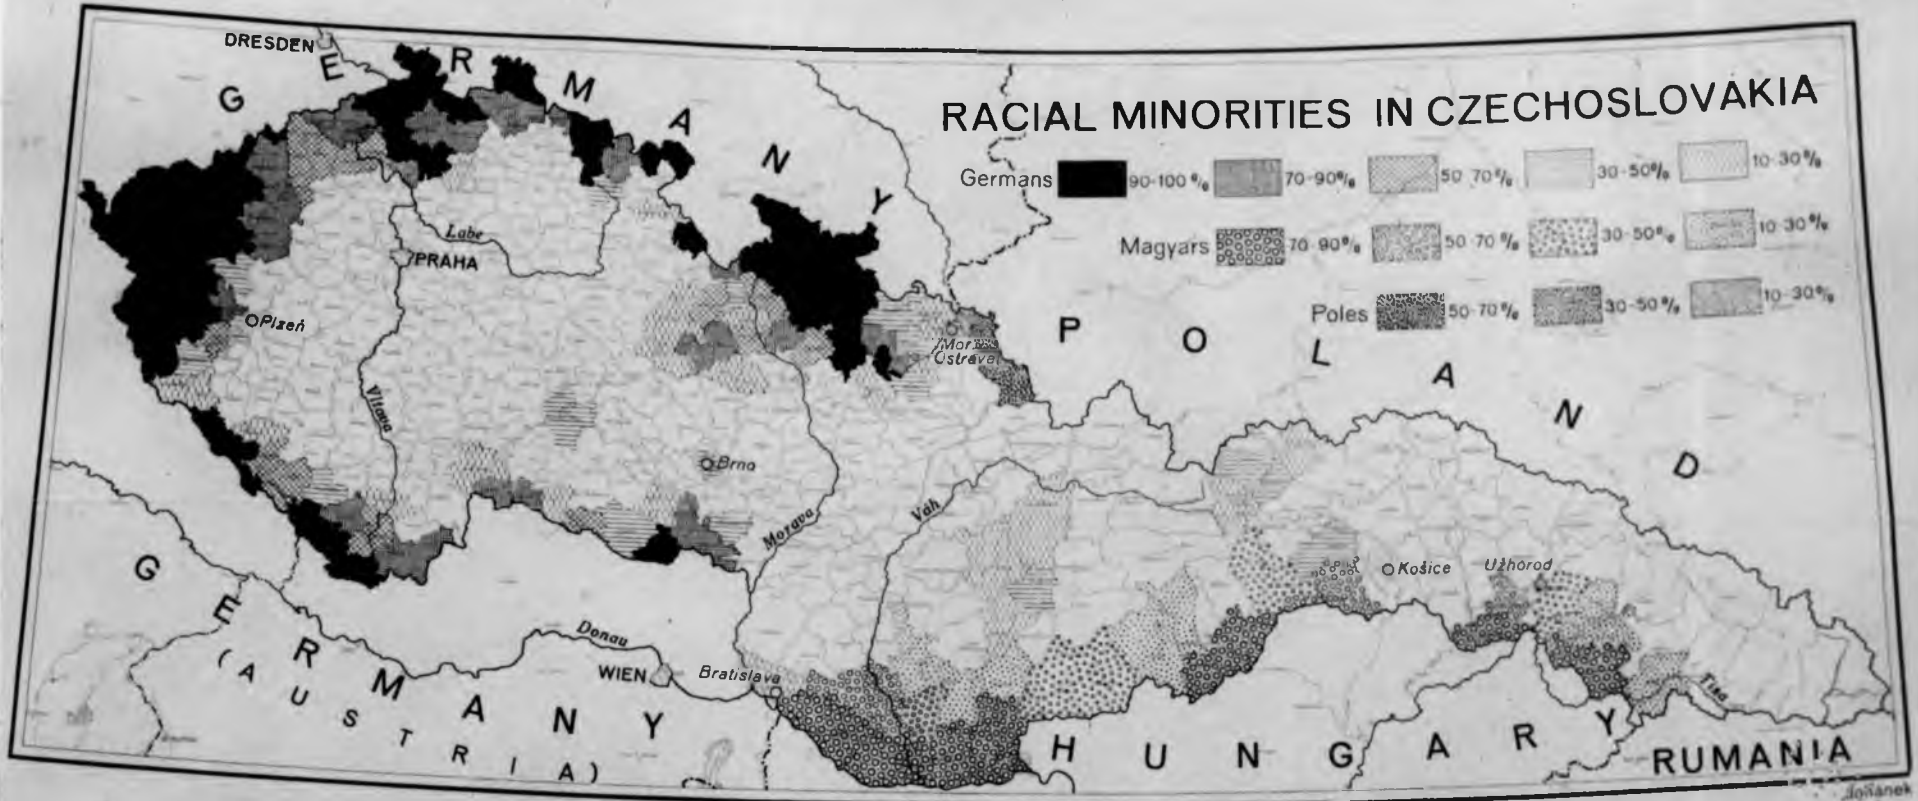 DRESDEN
GERMANY
RACIAL MINORITIES IN CZECHOSLOVAKIA
Germans 90-100% 70-90% 50 70% 30-50% 10-30%
Magyars 70-90% 50-70% 30-50% 10-30%
Poles 50-70% 30-50% 10-30%
Labe
PRAHA
Plzeň
Vltava
Mor.
Ostrava
POLAND
Brno
Morava
Váh
Košice
Užhorod
GERMANY
(AUSTRIA)
Donau
WIEN
Bratislava
Tisa
HUNGARY
RUMANIA